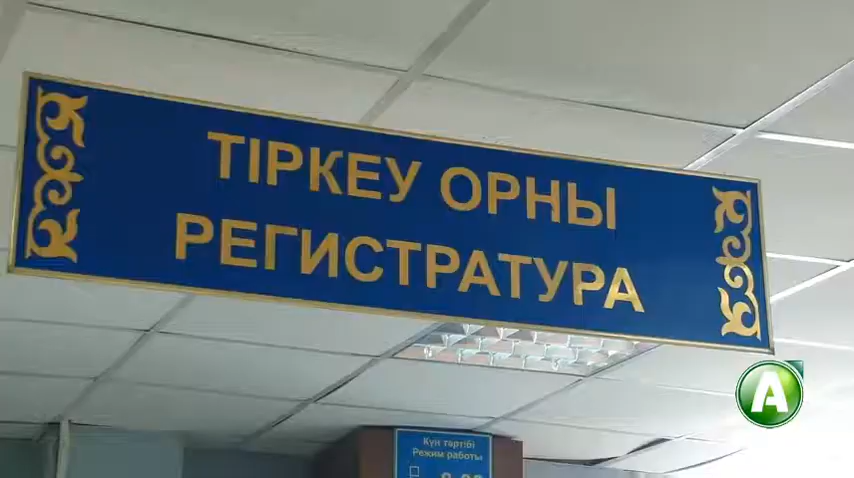 ТІРКЕУ ОРНЫ
РЕГИСТРАТУРА
A
Күн тәртібі
Режим работы